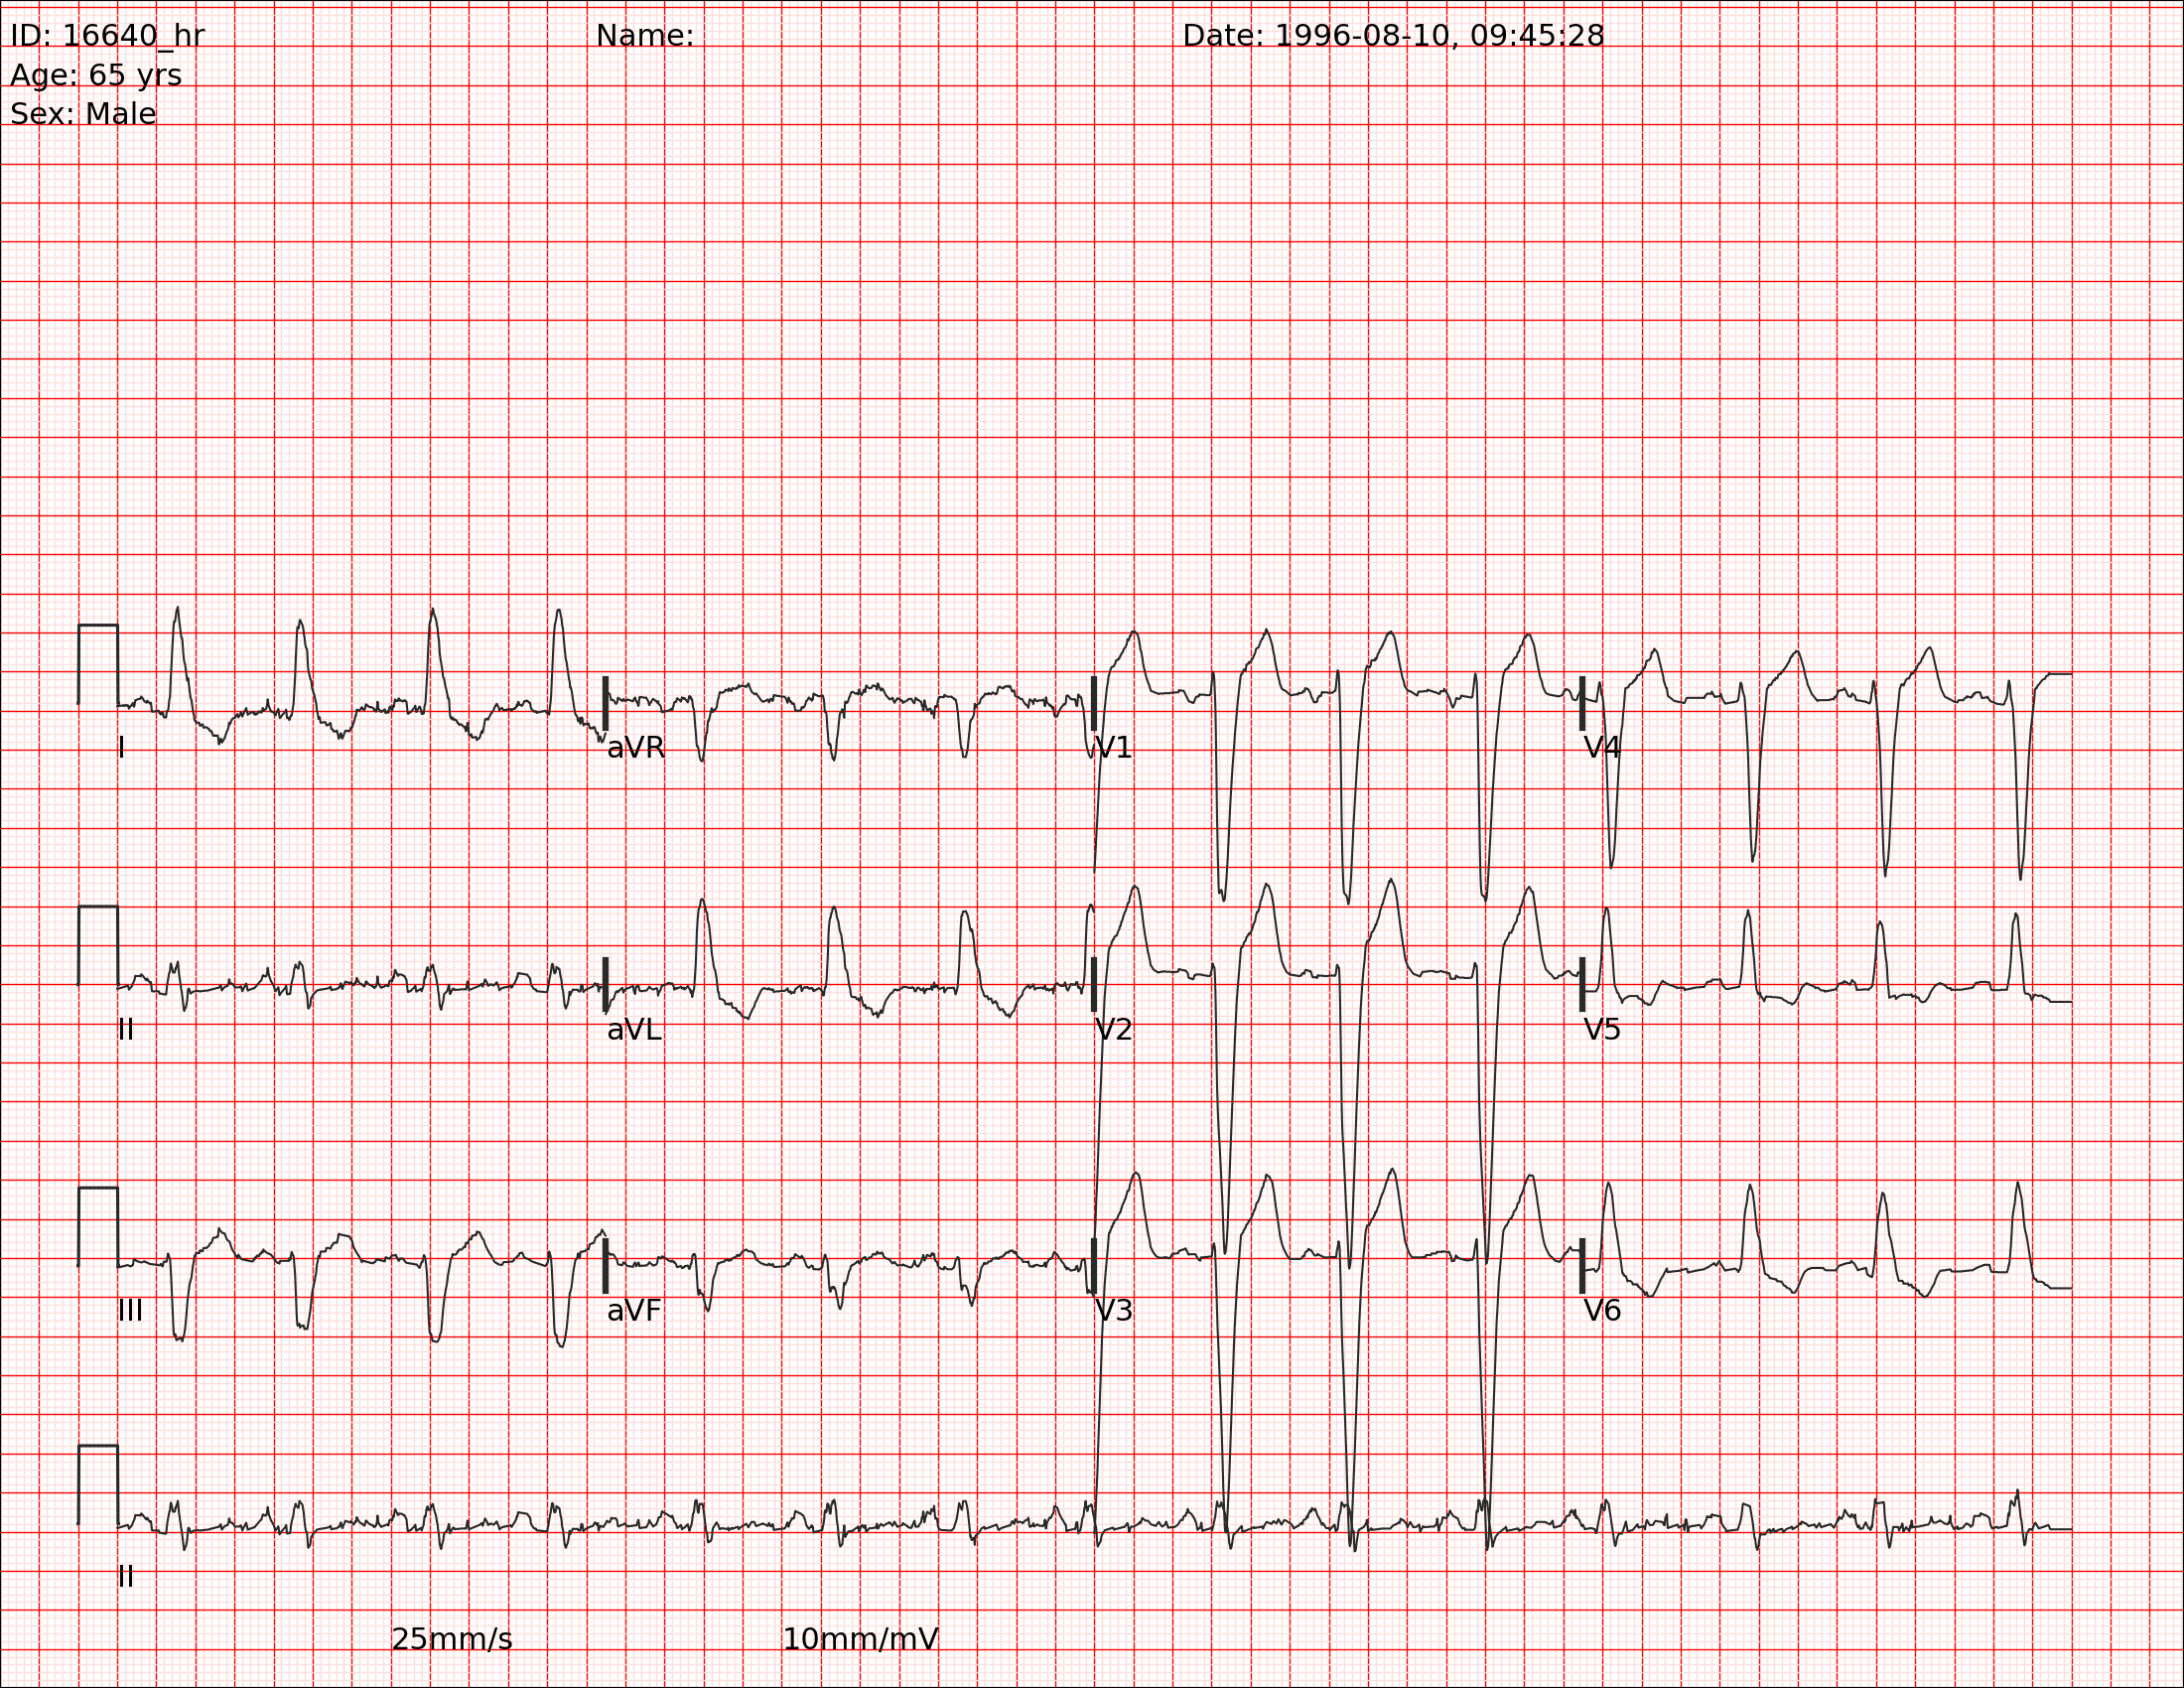 ID: 16640_hr Name: Date: 1996-08-10, 09:45:28
Age: 65 yrs
Sex: Male
I aVR V1 V4
II aVL V2 V5
III aVF V3 V6
II
25mm/s 10mm/mV